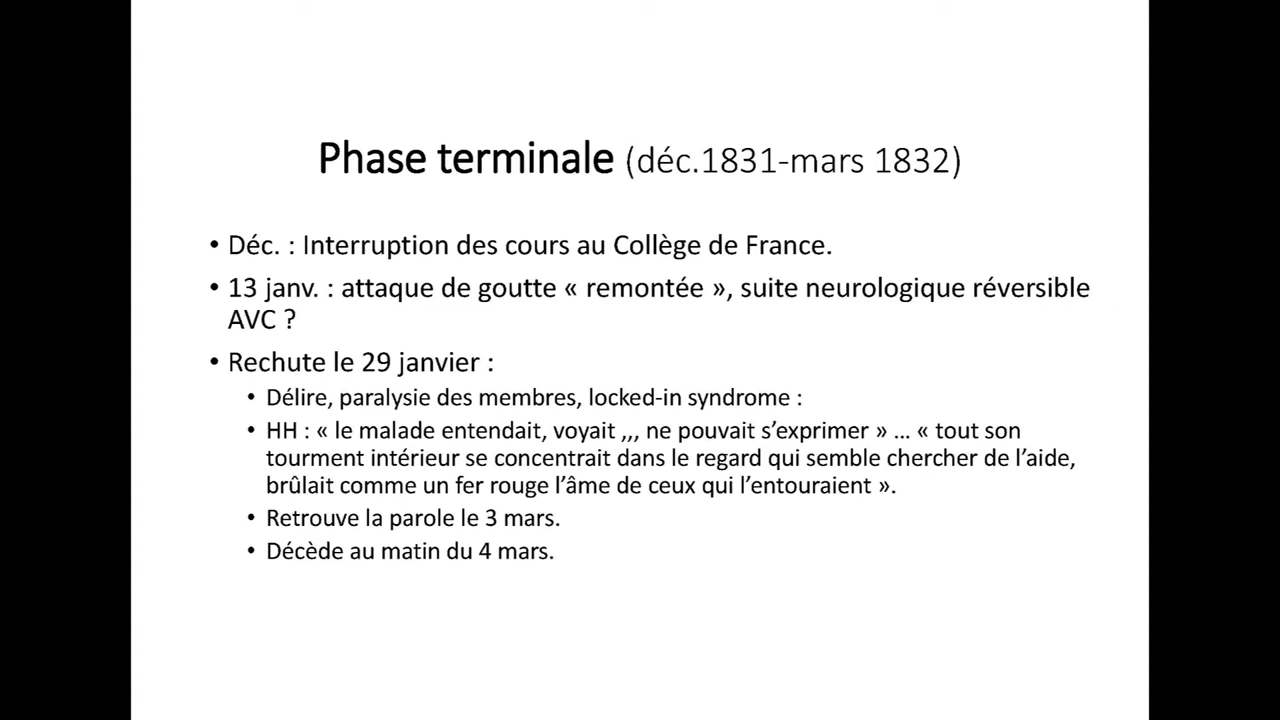 Phase terminale (déc.1831-mars 1832)
• Déc. : Interruption des cours au Collège de France.
• 13 janv. : attaque de goutte « remontée », suite neurologique réversible
AVC ?
• Rechute le 29 janvier :
• Délire, paralysie des membres, locked-in syndrome :
• HH : « le malade entendait, voyait ,,, ne pouvait s’exprimer » … « tout son
tourment intérieur se concentrait dans le regard qui semble chercher de l’aide,
brûlait comme un fer rouge l’âme de ceux qui l’entouraient ».
• Retrouve la parole le 3 mars.
• Décède au matin du 4 mars.